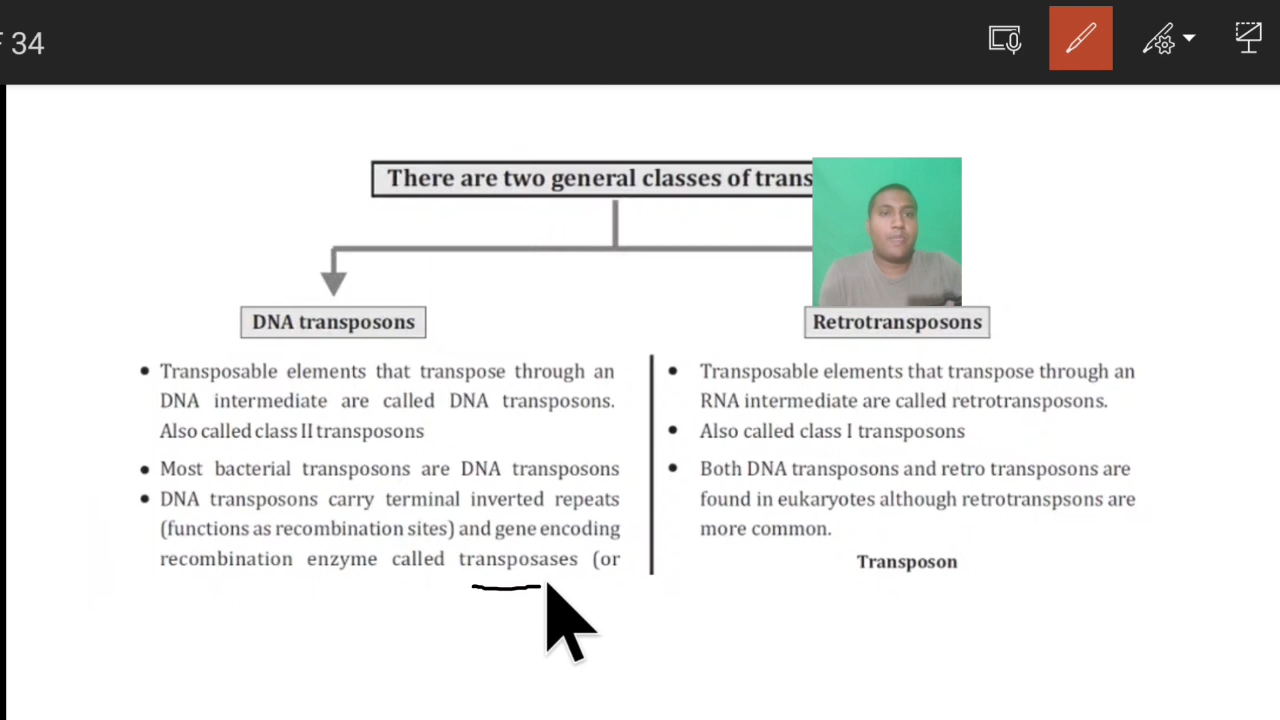 34
There are two general classes of trans
DNA transposons
Retrotransposons
• Transposable elements that transpose through an
DNA intermediate are called DNA transposons.
Also called class II transposons
• Most bacterial transposons are DNA transposons
• DNA transposons carry terminal inverted repeats
(functions as recombination sites) and gene encoding
recombination enzyme called transposases (or
• Transposable elements that transpose through an
RNA intermediate are called retrotransposons.
• Also called class I transposons
• Both DNA transposons and retro transposons are
found in eukaryotes although retrotranspsons are
more common.
Transposon